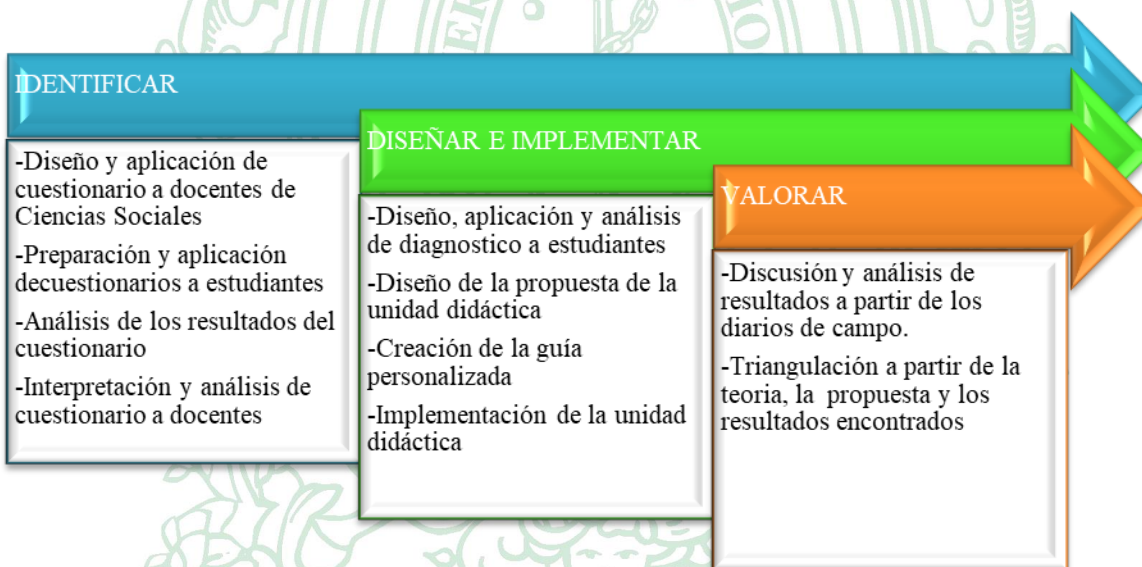 IDENTIFICAR
-Diseño y aplicación de
cuestionario a docentes de
Ciencias Sociales
-Preparación y aplicación
decuestionarios a estudiantes
-Análisis de los resultados del
cuestionario
-Interpretación y análisis de
cuestionario a docentes
DISEÑAR E IMPLEMENTAR
-Diseño, aplicación y análisis
de diagnostico a estudiantes
-Diseño de la propuesta de la
unidad didáctica
-Creación de la guía
personalizada
-Implementación de la unidad
didáctica
VALORAR
-Discusión y análisis de
resultados a partir de los
diarios de campo.
-Triangulación a partir de la
teoria, la propuesta y los
resultados encontrados